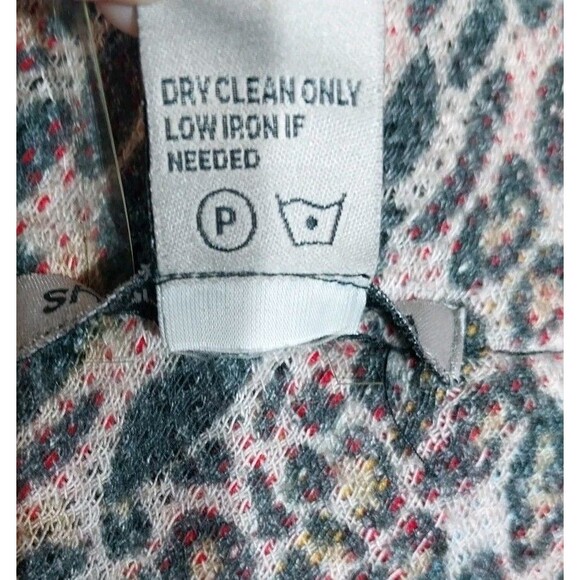 DRY CLEAN ONLY
LOW IRON IF
NEEDED
P